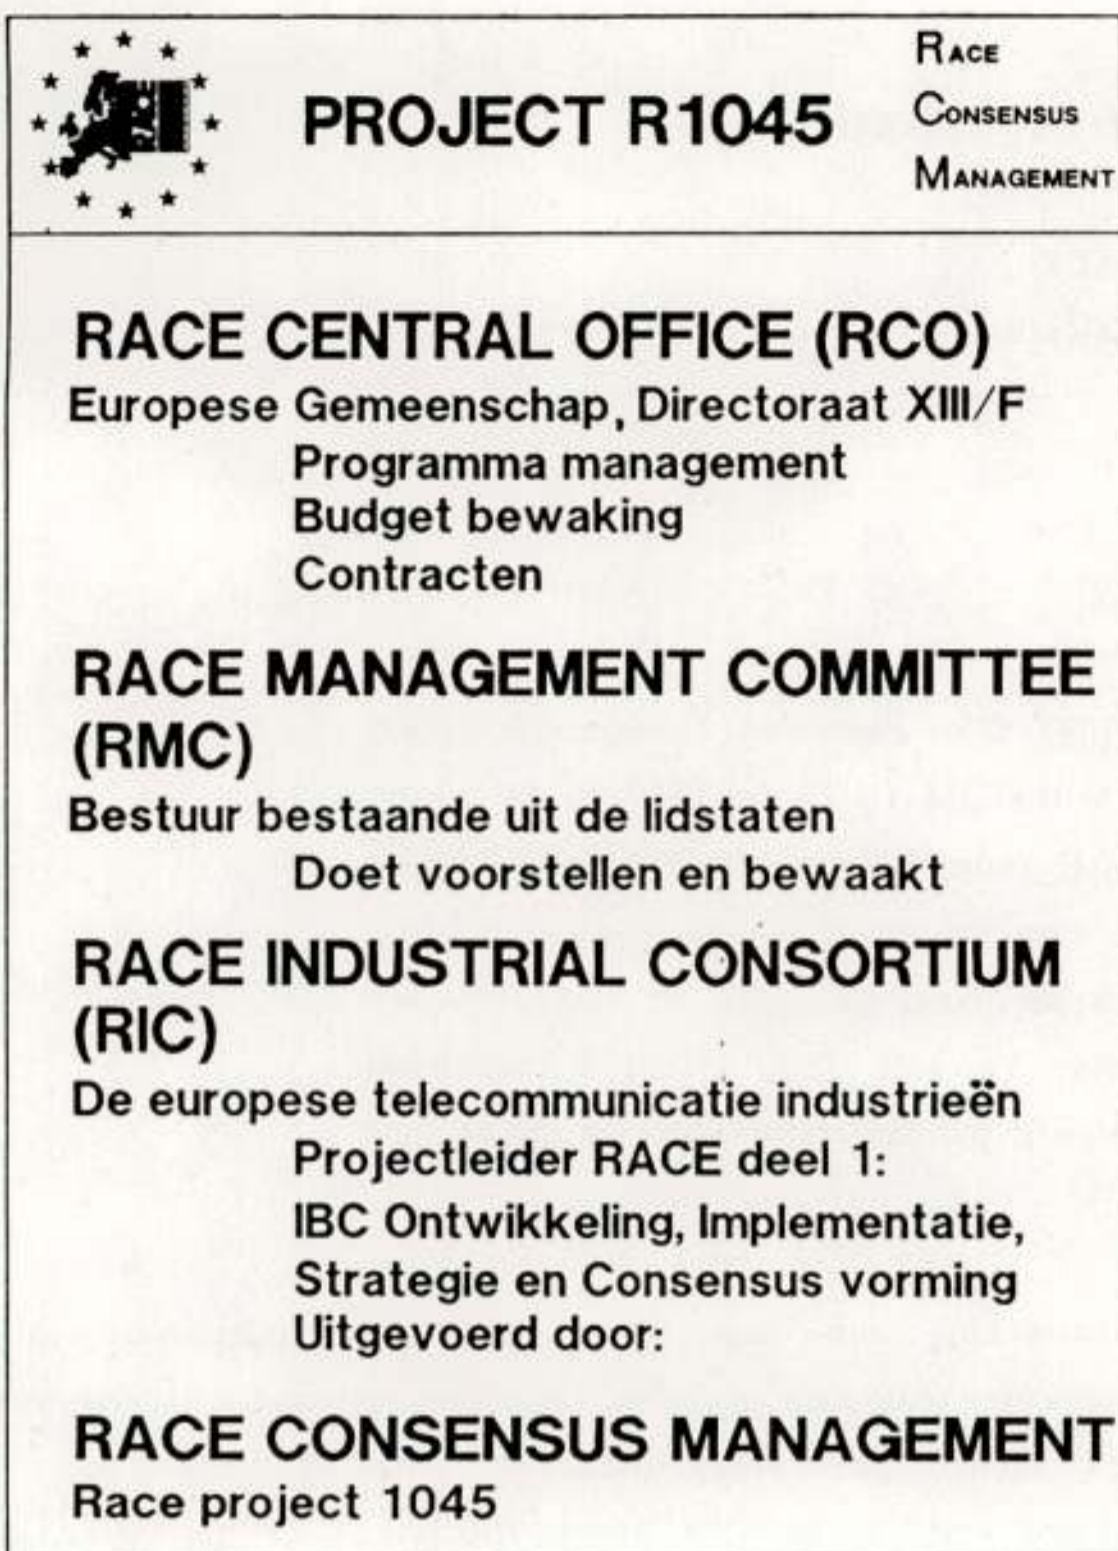 RACE
PROJECT R1045
RACE
CONSENSUS
MANAGEMENT
RACE CENTRAL OFFICE (RCO)
Europese Gemeenschap, Directoraat XIII/F
Programma management
Budget bewaking
Contracten
RACE MANAGEMENT COMMITTEE
(RMC)
Bestuur bestaande uit de lidstaten
Doet voorstellen en bewaakt
RACE INDUSTRIAL CONSORTIUM
(RIC)
De europese telecommunicatie industrieën
Projectleider RACE deel 1:
IBC Ontwikkeling, Implementatie,
Strategie en Consensus vorming
Uitgevoerd door:
RACE CONSENSUS MANAGEMENT
Race project 1045